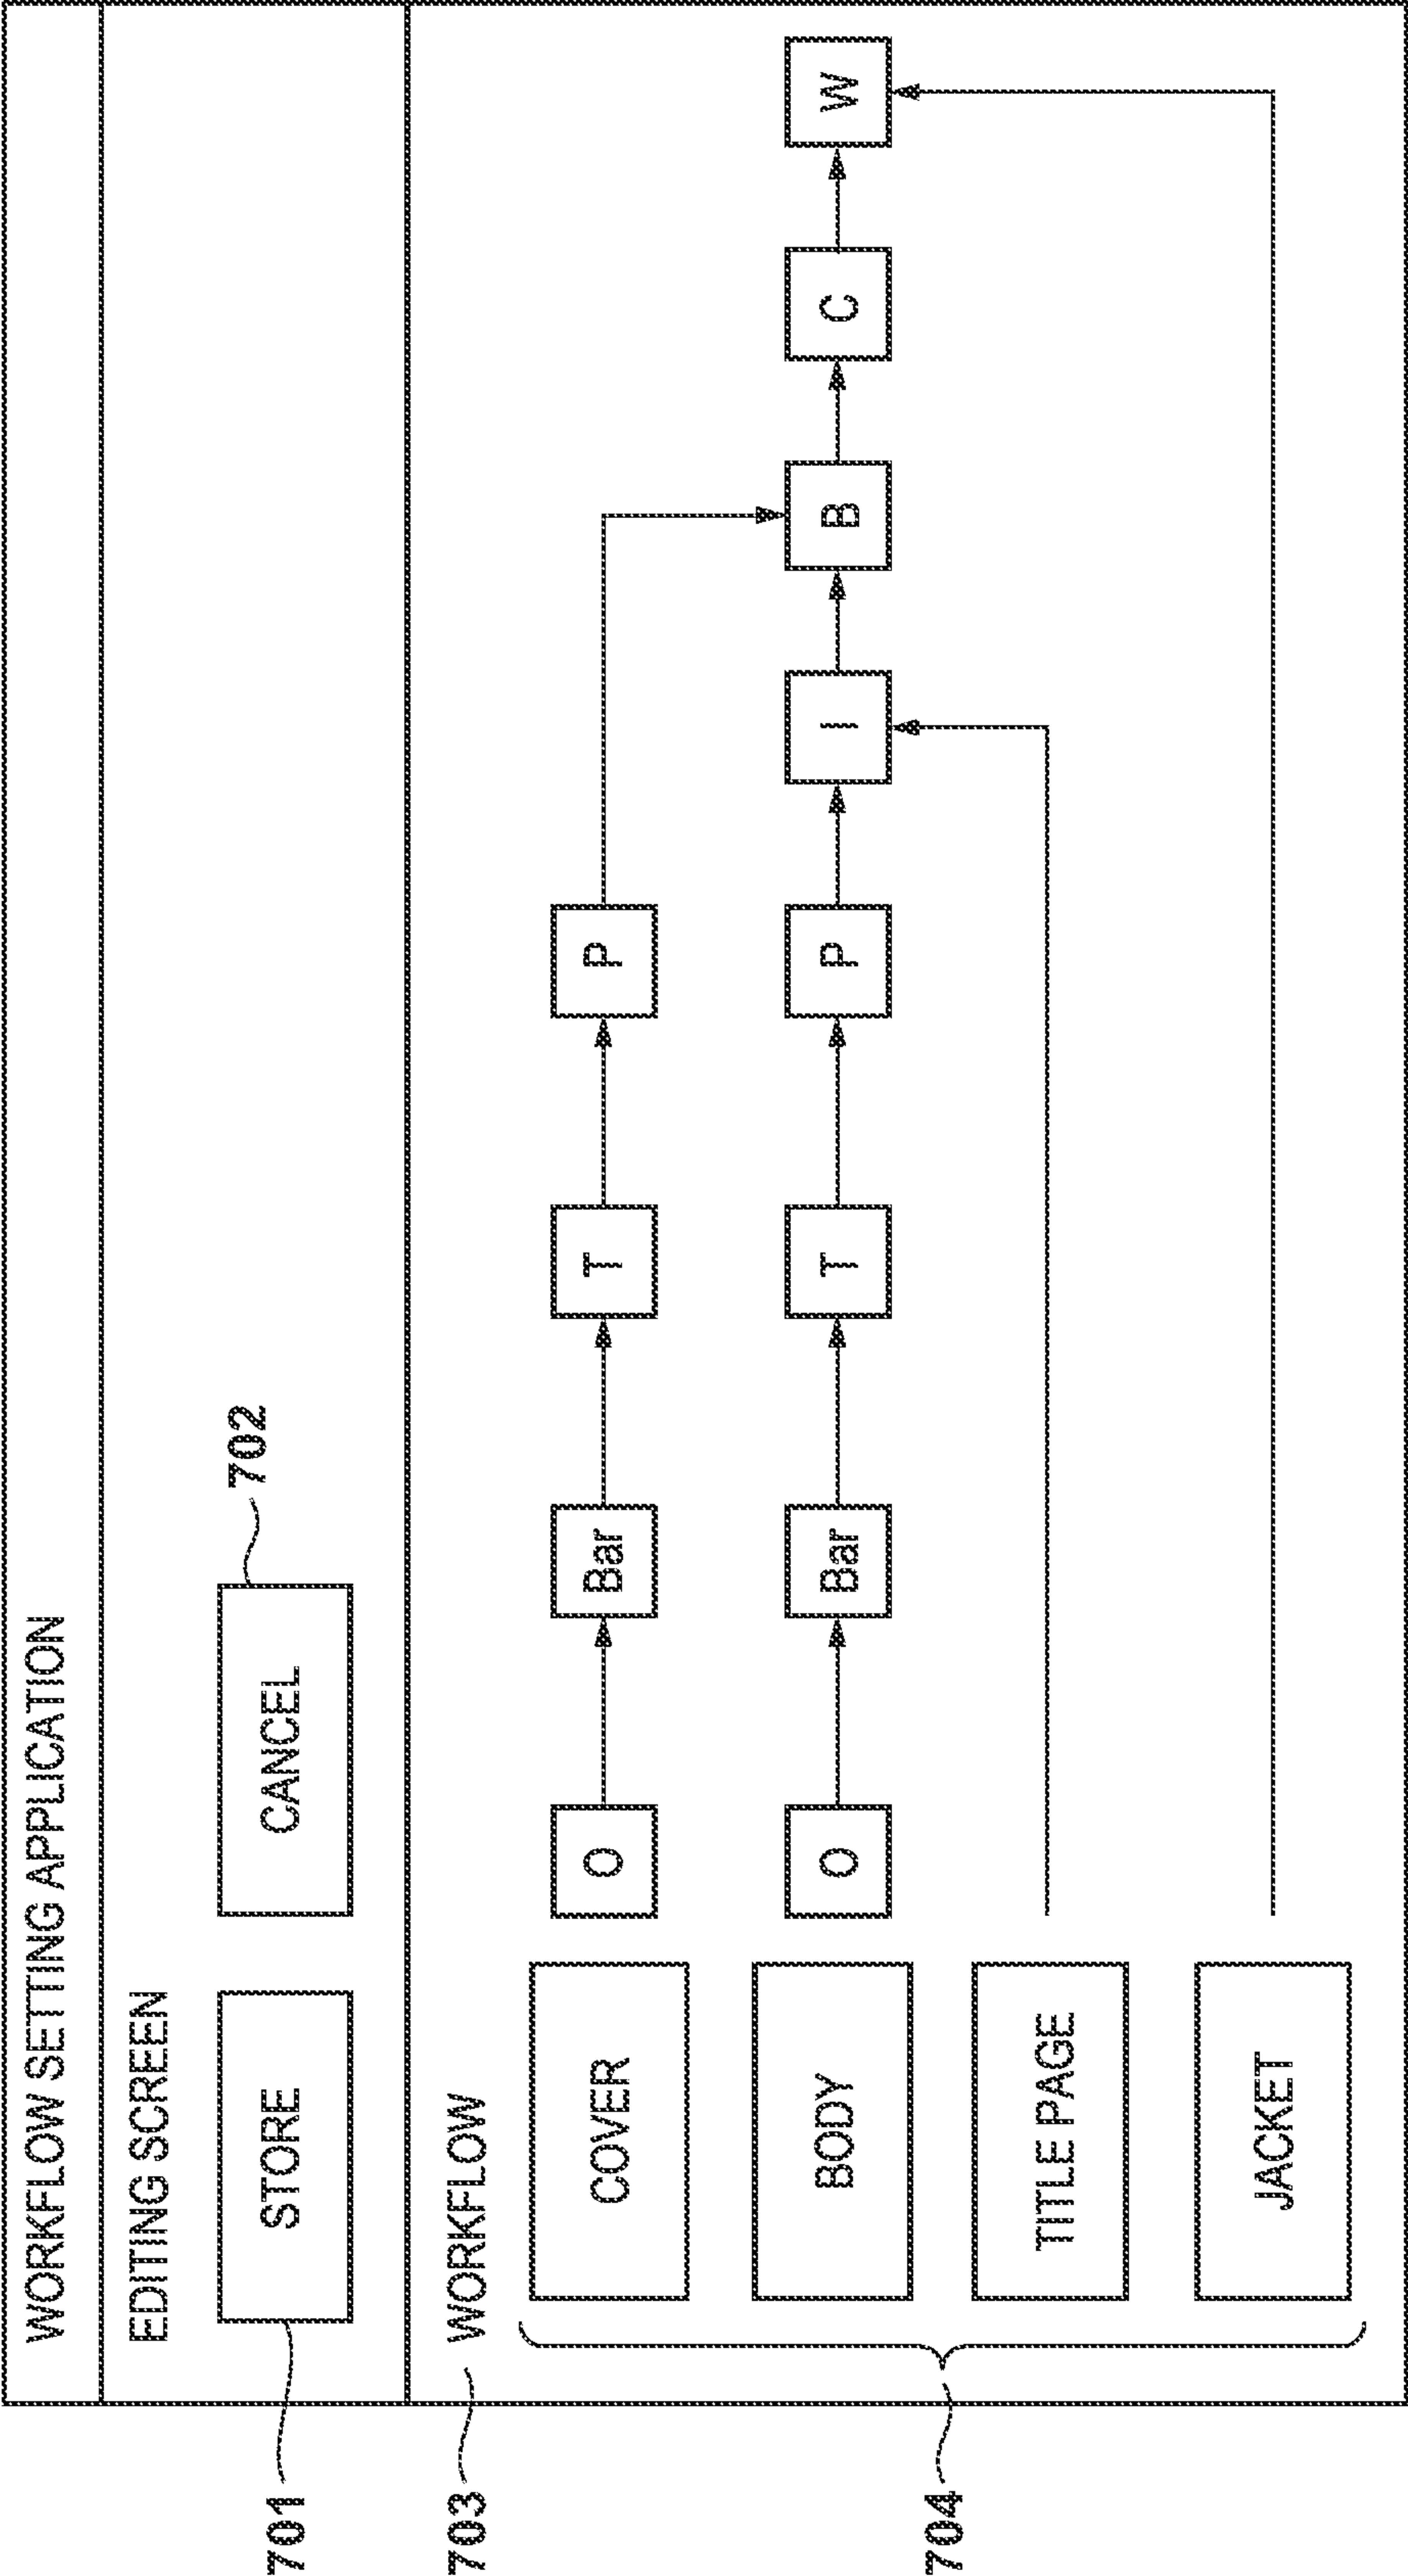 WORKFLOW SETTING APPLICATION
EDITING SCREEN
702
701
STORE
CANCEL
703
WORKFLOW
COVER
O
Bar
T
P
704
BODY
O
Bar
T
P
I
B
C
W
TITLE PAGE
JACKET